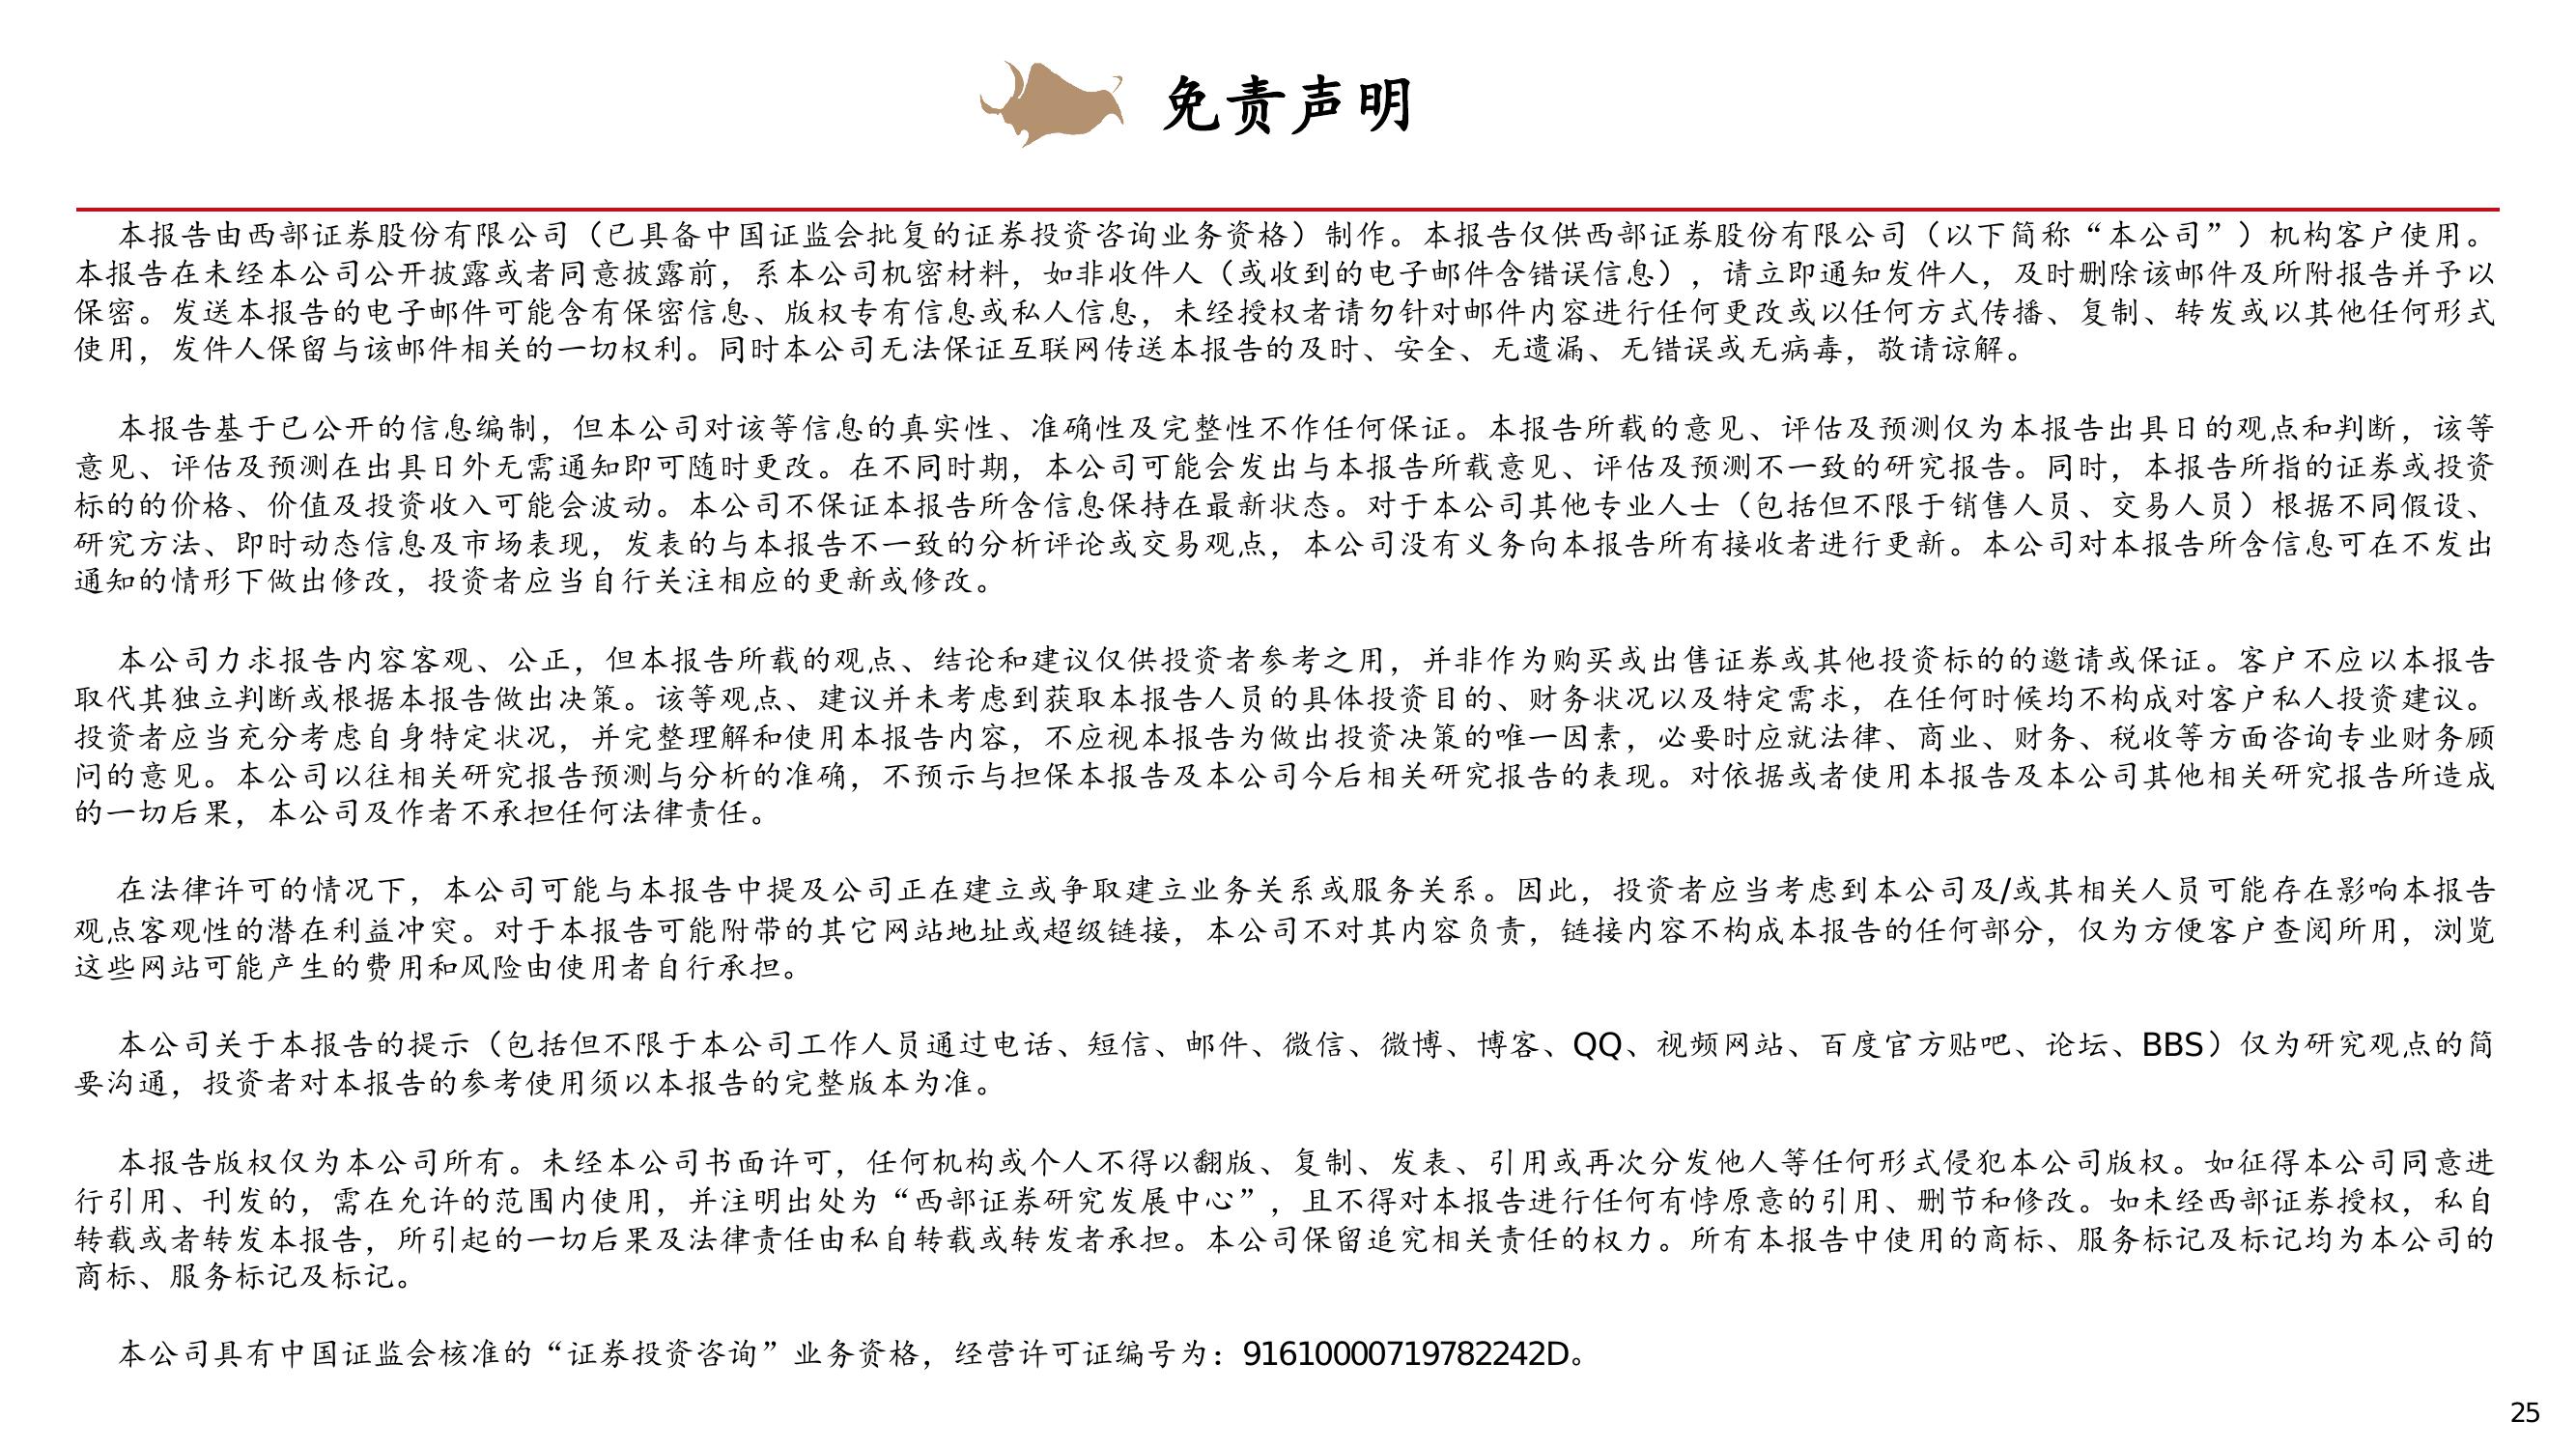 免责声明
本报告由西部证券股份有限公司（已具备中国证监会批复的证券投资咨询业务资格）制作。本报告仅供西部证券股份有限公司（以下简称“本公司”）机构客户使用。
本报告在未经本公司公开披露或者同意披露前，系本公司机密材料，如非收件人（或收到的电子邮件含错误信息），请立即通知发件人，及时删除该邮件及所附报告并予以
保密。发送本报告的电子邮件可能含有保密信息、版权专有信息或私人信息，未经授权者请勿针对邮件内容进行任何更改或以任何方式传播、复制、转发或以其他任何形式
使用，发件人保留与该邮件相关的一切权利。同时本公司无法保证互联网传送本报告的及时、安全、无遗漏、无错误或无病毒，敬请谅解。
本报告基于已公开的信息编制，但本公司对该等信息的真实性、准确性及完整性不作任何保证。本报告所载的意见、评估及预测仅为本报告出具日的观点和判断，该等
意见、评估及预测在出具日外无需通知即可随时更改。在不同时期，本公司可能会发出与本报告所载意见、评估及预测不一致的研究报告。同时，本报告所指的证券或投资
标的的价格、价值及投资收入可能会波动。本公司不保证本报告所含信息保持在最新状态。对于本公司其他专业人士（包括但不限于销售人员、交易人员）根据不同假设、
研究方法、即时动态信息及市场表现，发表的与本报告不一致的分析评论或交易观点，本公司没有义务向本报告所有接收者进行更新。本公司对本报告所含信息可在不发出
通知的情形下做出修改，投资者应当自行关注相应的更新或修改。
本公司力求报告内容客观、公正，但本报告所载的观点、结论和建议仅供投资者参考之用，并非作为购买或出售证券或其他投资标的的邀请或保证。客户不应以本报告
取代其独立判断或根据本报告做出决策。该等观点、建议并未考虑到获取本报告人员的具体投资目的、财务状况以及特定需求，在任何时候均不构成对客户私人投资建议。
投资者应当充分考虑自身特定状况，并完整理解和使用本报告内容，不应视本报告为做出投资决策的唯一因素，必要时应就法律、商业、财务、税收等方面咨询专业财务顾
问的意见。本公司以往相关研究报告预测与分析的准确，不预示与担保本报告及本公司今后相关研究报告的表现。对依据或者使用本报告及本公司其他相关研究报告所造成
的一切后果，本公司及作者不承担任何法律责任。
在法律许可的情况下，本公司可能与本报告中提及公司正在建立或争取建立业务关系或服务关系。因此，投资者应当考虑到本公司及/或其相关人员可能存在影响本报告
观点客观性的潜在利益冲突。对于本报告可能附带的其它网站地址或超级链接，本公司不对其内容负责，链接内容不构成本报告的任何部分，仅为方便客户查阅所用，浏览
这些网站可能产生的费用和风险由使用者自行承担。
本公司关于本报告的提示（包括但不限于本公司工作人员通过电话、短信、邮件、微信、微博、博客、QQ、视频网站、百度官方贴吧、论坛、BBS）仅为研究观点的简
要沟通，投资者对本报告的参考使用须以本报告的完整版本为准。
本报告版权仅为本公司所有。未经本公司书面许可，任何机构或个人不得以翻版、复制、发表、引用或再次分发他人等任何形式侵犯本公司版权。如征得本公司同意进
行引用、刊发的，需在允许的范围内使用，并注明出处为“西部证券研究发展中心”，且不得对本报告进行任何有悖原意的引用、删节和修改。如未经西部证券授权，私自
转载或者转发本报告，所引起的一切后果及法律责任由私自转载或转发者承担。本公司保留追究相关责任的权力。所有本报告中使用的商标、服务标记及标记均为本公司的
商标、服务标记及标记。
本公司具有中国证监会核准的“证券投资咨询”业务资格，经营许可证编号为：91610000719782242D。
25